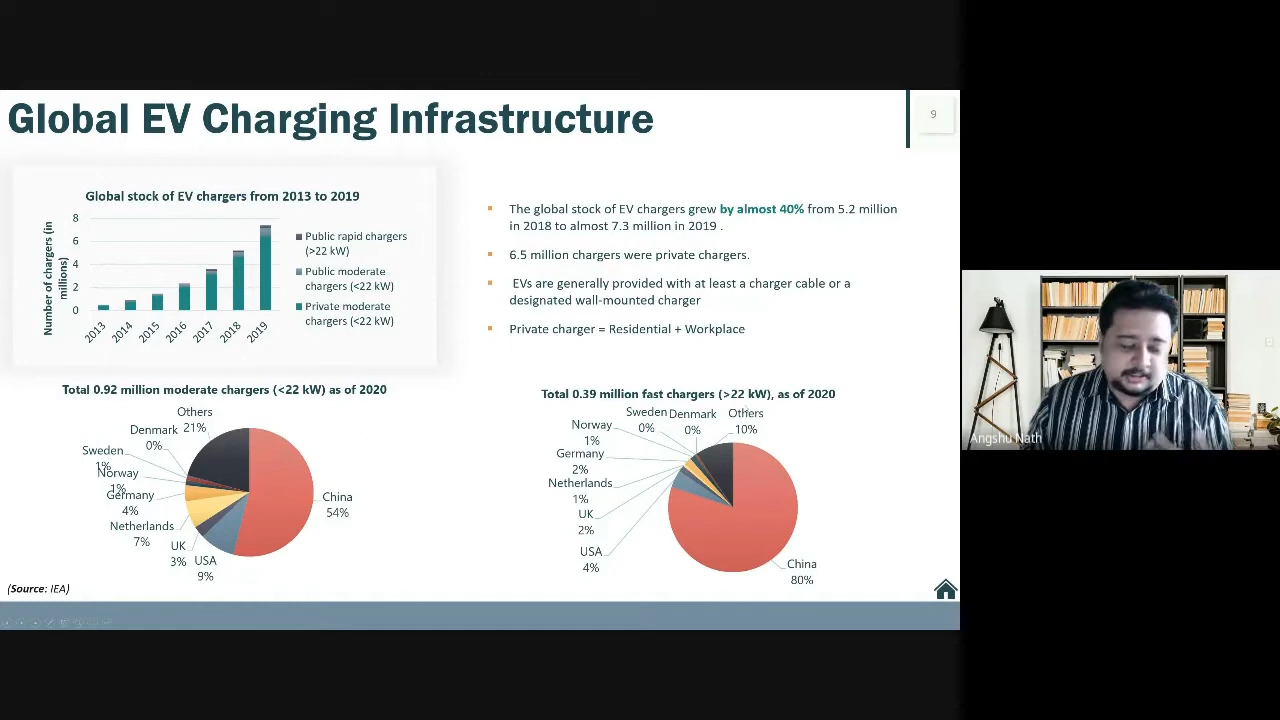 Global EV Charging Infrastructure
9
Global stock of EV chargers from 2013 to 2019
Number of chargers (in
millions)
8
6
4
2
0
2013
2014
2015
2016
2017
2018
2019
Public rapid chargers
(>22 kW)
Public moderate
chargers (<22 kW)
Private moderate
chargers (<22 kW)
The global stock of EV chargers grew by almost 40% from 5.2 million
in 2018 to almost 7.3 million in 2019 .
6.5 million chargers were private chargers.
EVs are generally provided with at least a charger cable or a
designated wall-mounted charger
Private charger = Residential + Workplace
Total 0.92 million moderate chargers (<22 kW) as of 2020
Others
21%
Denmark
0%
Sweden
1%
Norway
1%
Germany
4%
Netherlands
7%
UK
3%
USA
9%
China
54%
Total 0.39 million fast chargers (>22 kW), as of 2020
Sweden
0%
Denmark
0%
Others
10%
Norway
1%
Germany
2%
Netherlands
1%
UK
2%
USA
4%
China
80%
(Source: IEA)
Angshu Nath